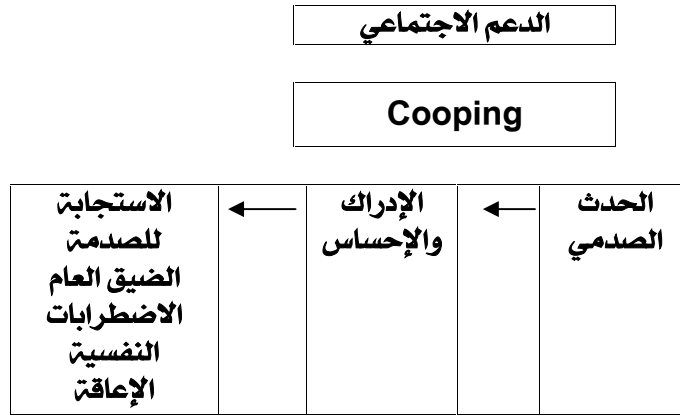 الدعم الاجتماعي
Cooping
الحدث
الصدمي
الإدراك
والإحساس
الاستجابة
للصدمة
الضيق العام
الاضطرابات
النفسية
الإعاقة